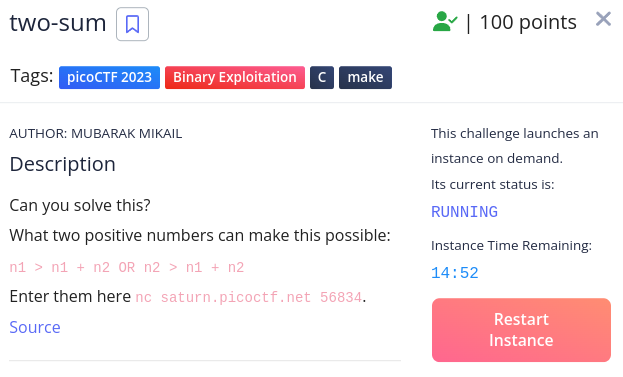 two-sum
| 100 points
Tags: picoCTF 2023 Binary Exploitation C make
AUTHOR: MUBARAK MIKAIL
Description
Can you solve this?
What two positive numbers can make this possible:
n1 > n1 + n2 OR n2 > n1 + n2
Enter them here nc saturn.picoctf.net 56834.
Source
This challenge launches an
instance on demand.
Its current status is:
RUNNING
Instance Time Remaining:
14:52
Restart
Instance